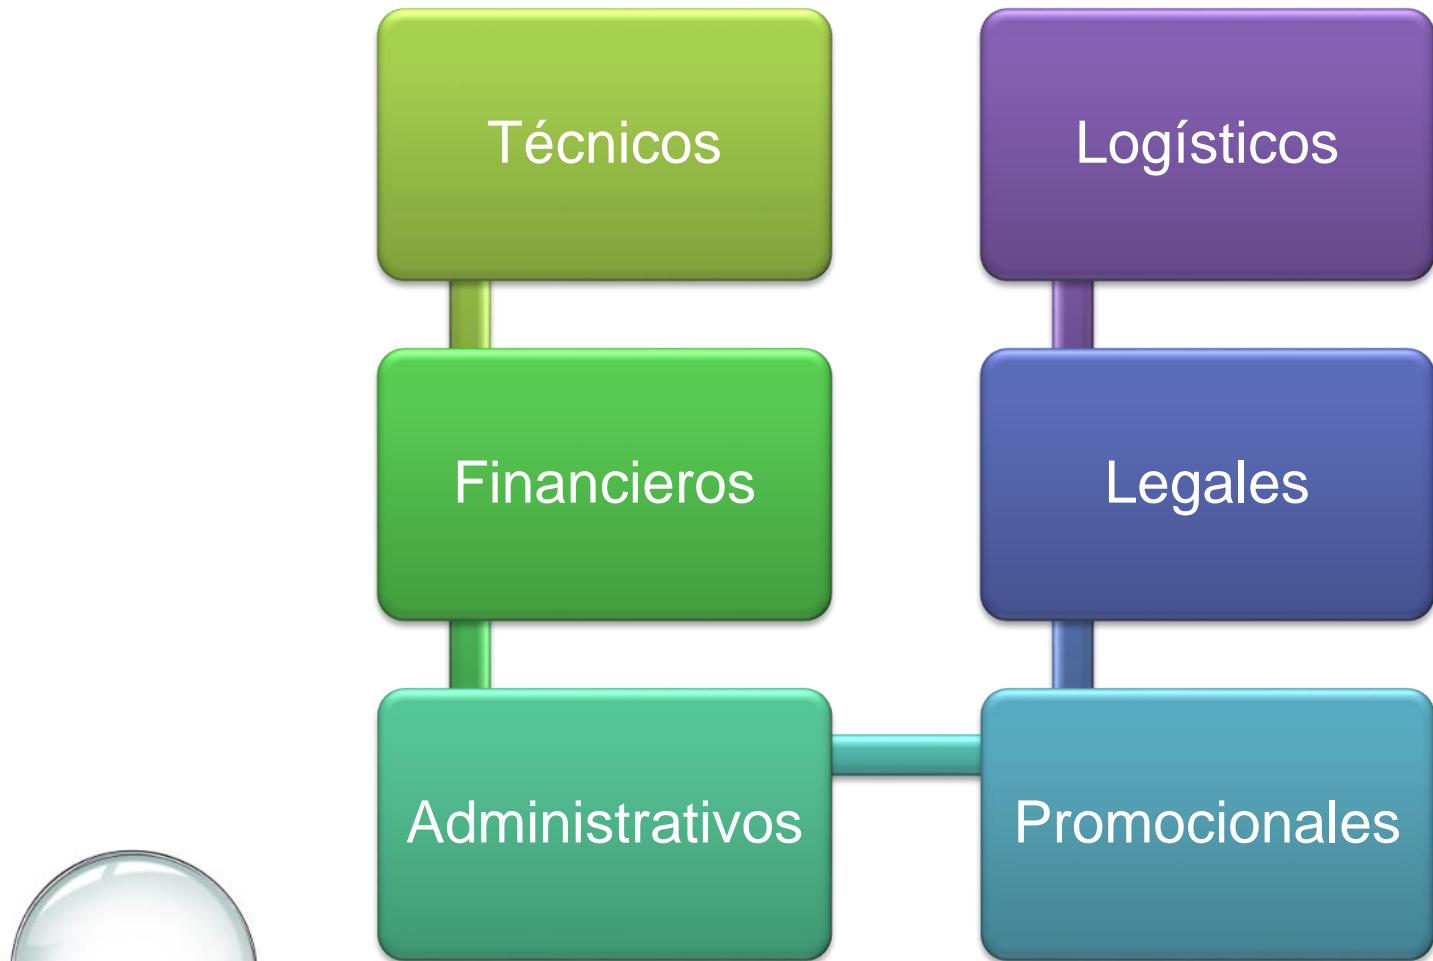 Técnicos
Financieros
Administrativos
Promocionales
Legales
Logísticos